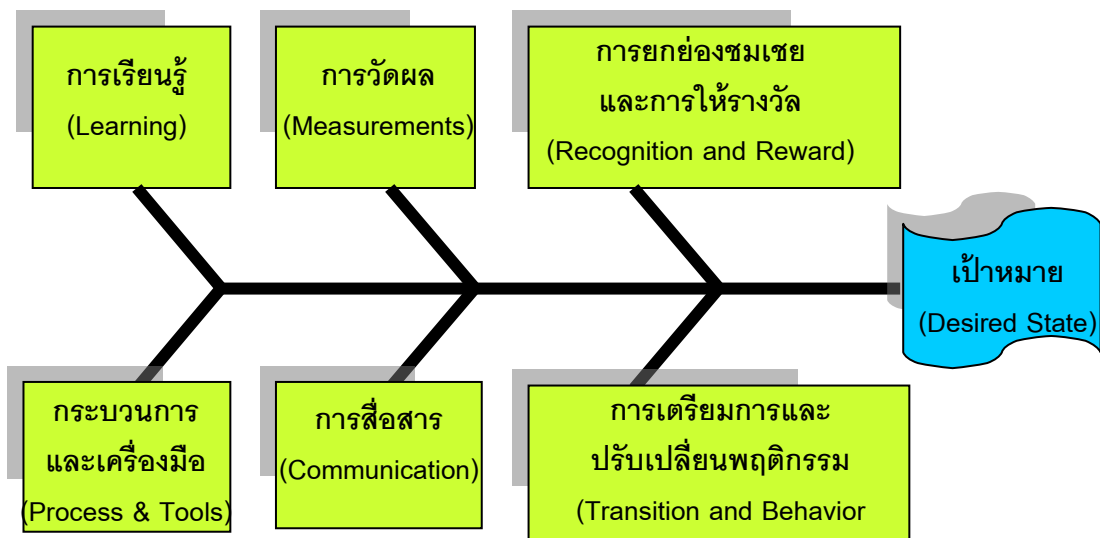 การเรียนรู้
(Learning)
การวัดผล
(Measurements)
การยกย่องชมเชย
และการให้รางวัล
(Recognition and Reward)
เป้าหมาย
(Desired State)
กระบวนการ
และเครื่องมือ
(Process & Tools)
การสื่อสาร
(Communication)
การเตรียมการและ
ปรับเปลี่ยนพฤติกรรม
(Transition and Behavior